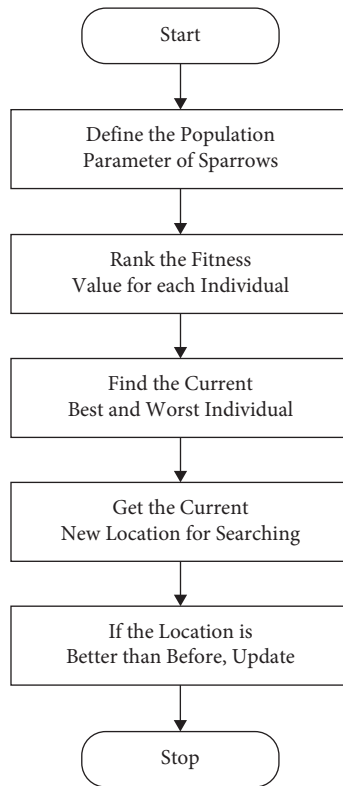 Start
Define the Population
Parameter of Sparrows
Rank the Fitness
Value for each Individual
Find the Current
Best and Worst Individual
Get the Current
New Location for Searching
If the Location is
Better than Before, Update
Stop